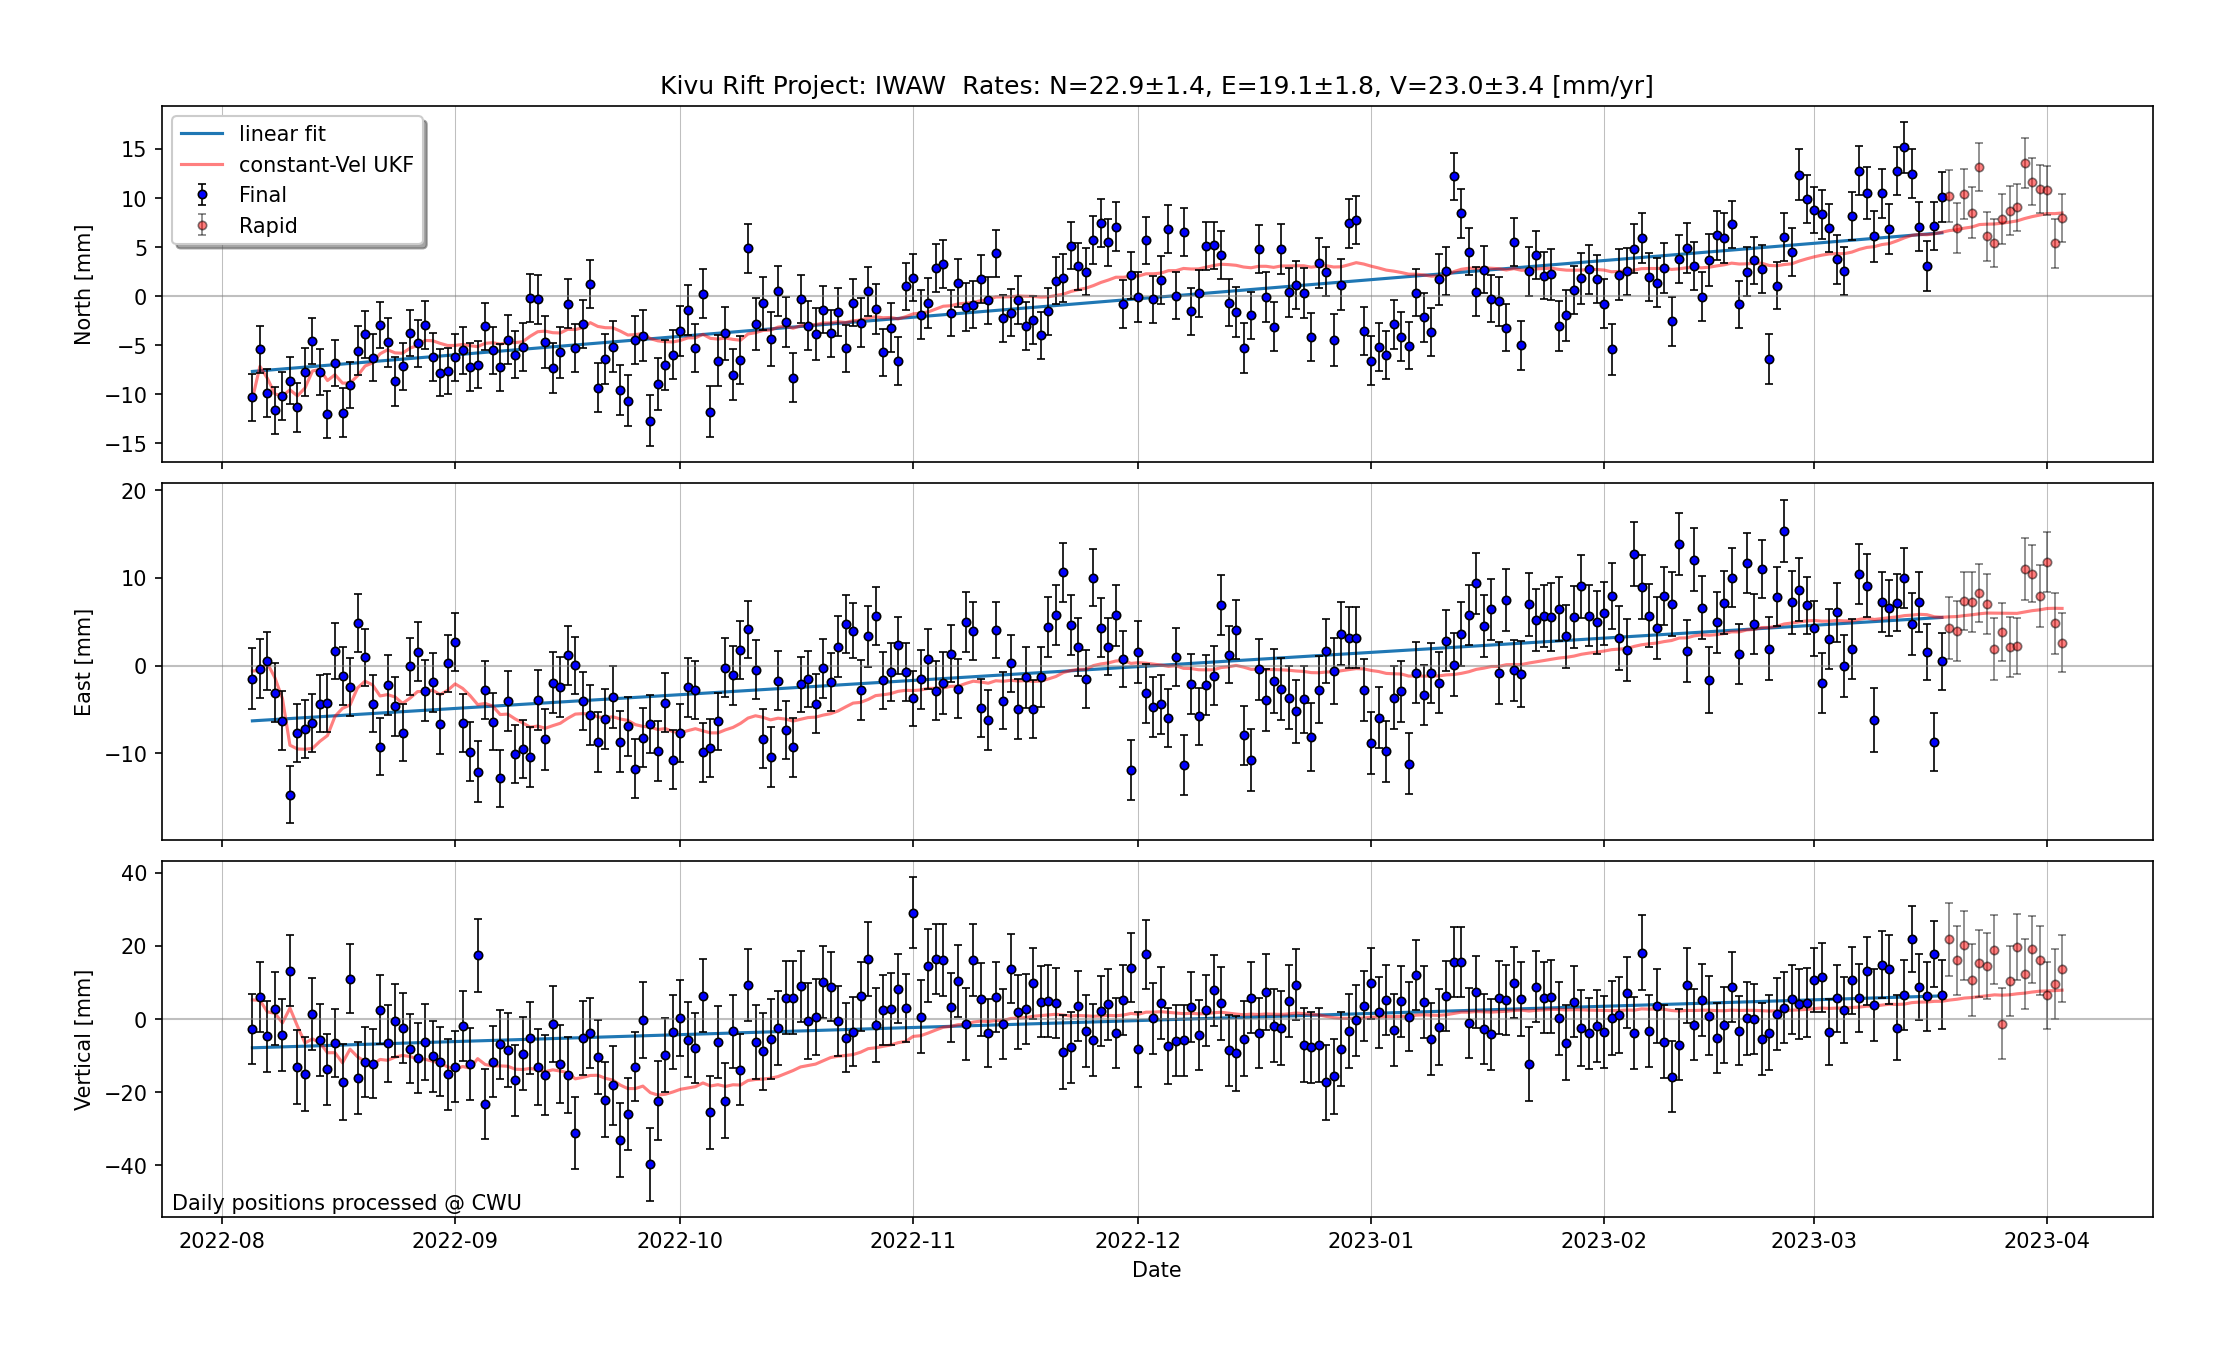 Kivu Rift Project: IWAW  Rates: N=22.9±1.4, E=19.1±1.8, V=23.0±3.4 [mm/yr]
linear fit
constant-Vel UKF
Final
Rapid
North [mm]
15
10
5
0
−5
−10
−15
East [mm]
20
10
0
−10
Vertical [mm]
40
20
0
−20
−40
Daily positions processed @ CWU
2022-08 2022-09 2022-10 2022-11 2022-12 2023-01 2023-02 2023-03 2023-04
Date